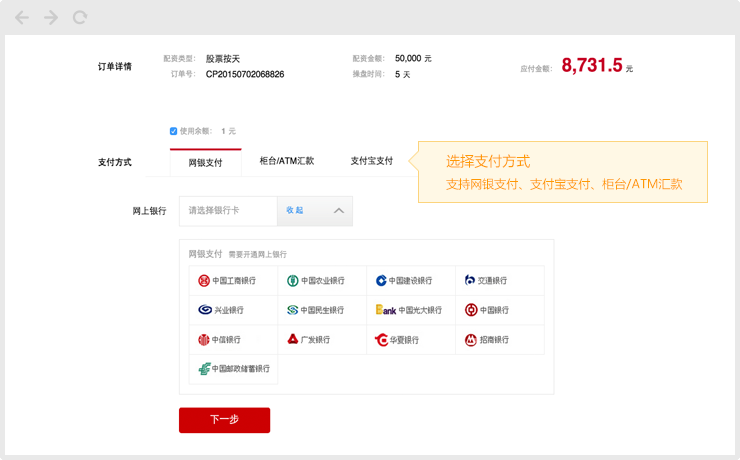 订单详情
配资类型： 股票按天
配资金额： 50,000 元
订单号： CP20150702068826
操盘时间： 5 天
应付金额： 8,731.5 元
使用余额： 1 元
支付方式 网银支付 柜台/ATM汇款 支付宝支付
选择支付方式
支持网银支付、支付宝支付、柜台/ATM汇款
网上银行 请选择银行卡 收起
网银支付 需要开通网上银行
中国工商银行 中国农业银行 中国建设银行 交通银行
兴业银行 中国民生银行 Bank 中国光大银行 中国银行
中信银行 广发银行 华夏银行 招商银行
中国邮政储蓄银行
下一步